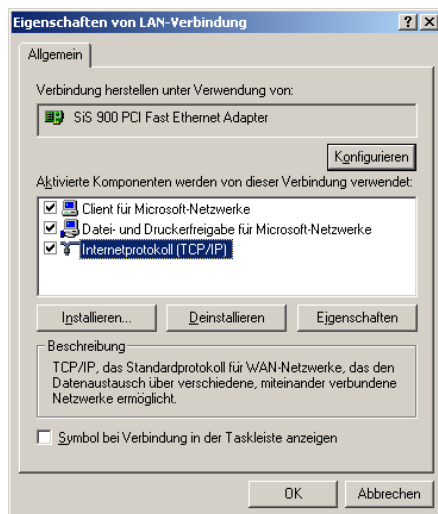 Eigenschaften von LAN-Verbindung
Allgemein
Verbindung herstellen unter Verwendung von:
SiS 900 PCI Fast Ethernet Adapter
Konfigurieren
Aktivierte Komponenten werden von dieser Verbindung verwendet:
Client für Microsoft-Netzwerke
Datei- und Druckerfreigabe für Microsoft-Netzwerke
Internetprotokoll (TCP/IP)
Installieren...
Deinstallieren
Eigenschaften
Beschreibung
TCP/IP, das Standardprotokoll für WAN-Netzwerke, das den
Datenaustausch über verschiedene, miteinander verbundene
Netzwerke ermöglicht.
Symbol bei Verbindung in der Taskleiste anzeigen
OK
Abbrechen